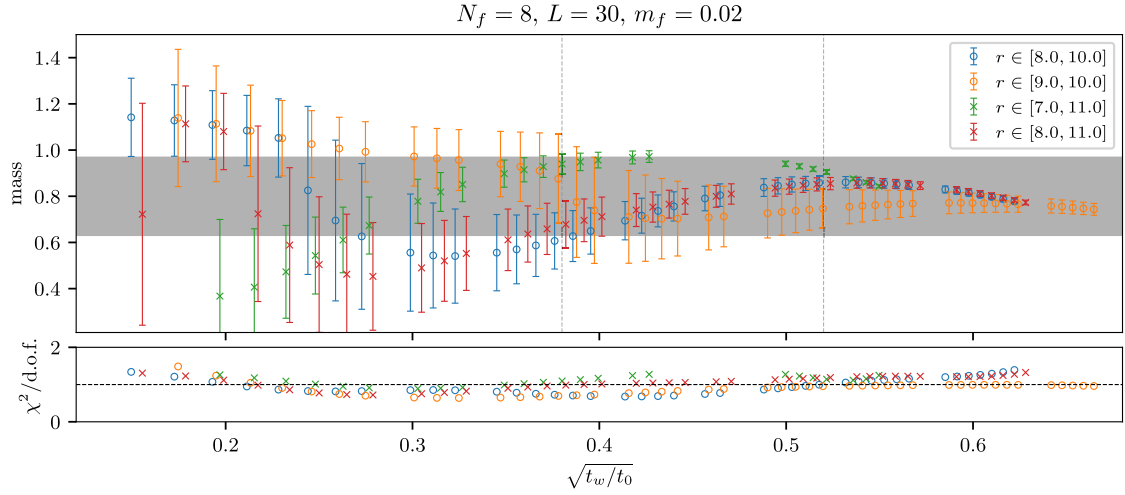 N_f = 8, L = 30, m_f = 0.02
mass
1.4
1.2
1.0
0.8
0.6
0.4
r ∈ [8.0, 10.0]
r ∈ [9.0, 10.0]
r ∈ [7.0, 11.0]
r ∈ [8.0, 11.0]
χ²/d.o.f.
2
1
0
0.2 0.3 0.4 0.5 0.6
√t_w/t_0